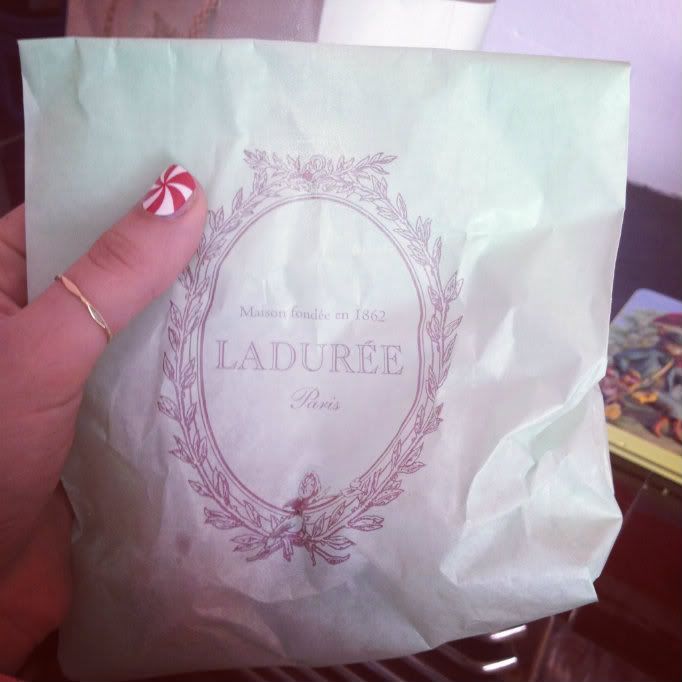 Maison fondée en 1862
LADURÉE
Paris